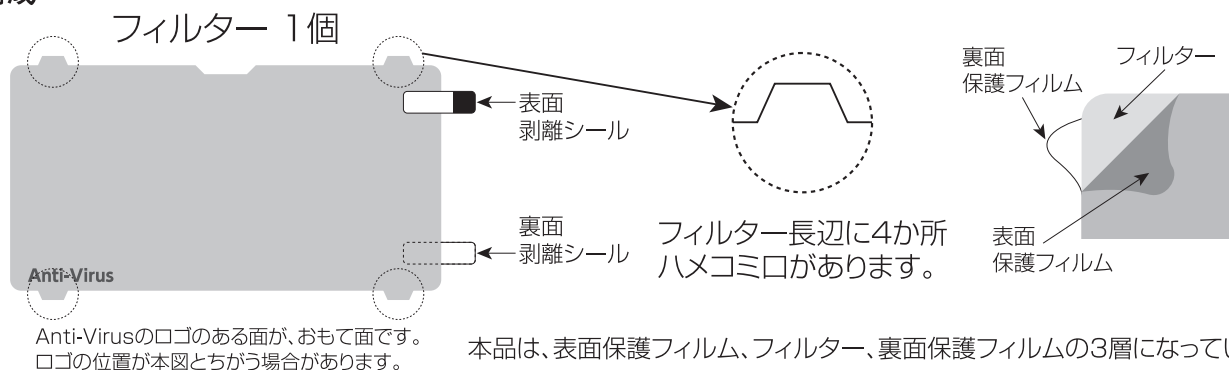 フィルター 1個
表面
剥離シール
裏面
剥離シール
Anti-Virus
Anti-Virusのロゴのある面が、おもて面です。
ロゴの位置が本図とちがう場合があります。
フィルター長辺に4か所
ハメコミ口があります。
裏面
保護フィルム
フィルター
表面
保護フィルム
本品は、表面保護フィルム、フィルター、裏面保護フィルムの3層になってい